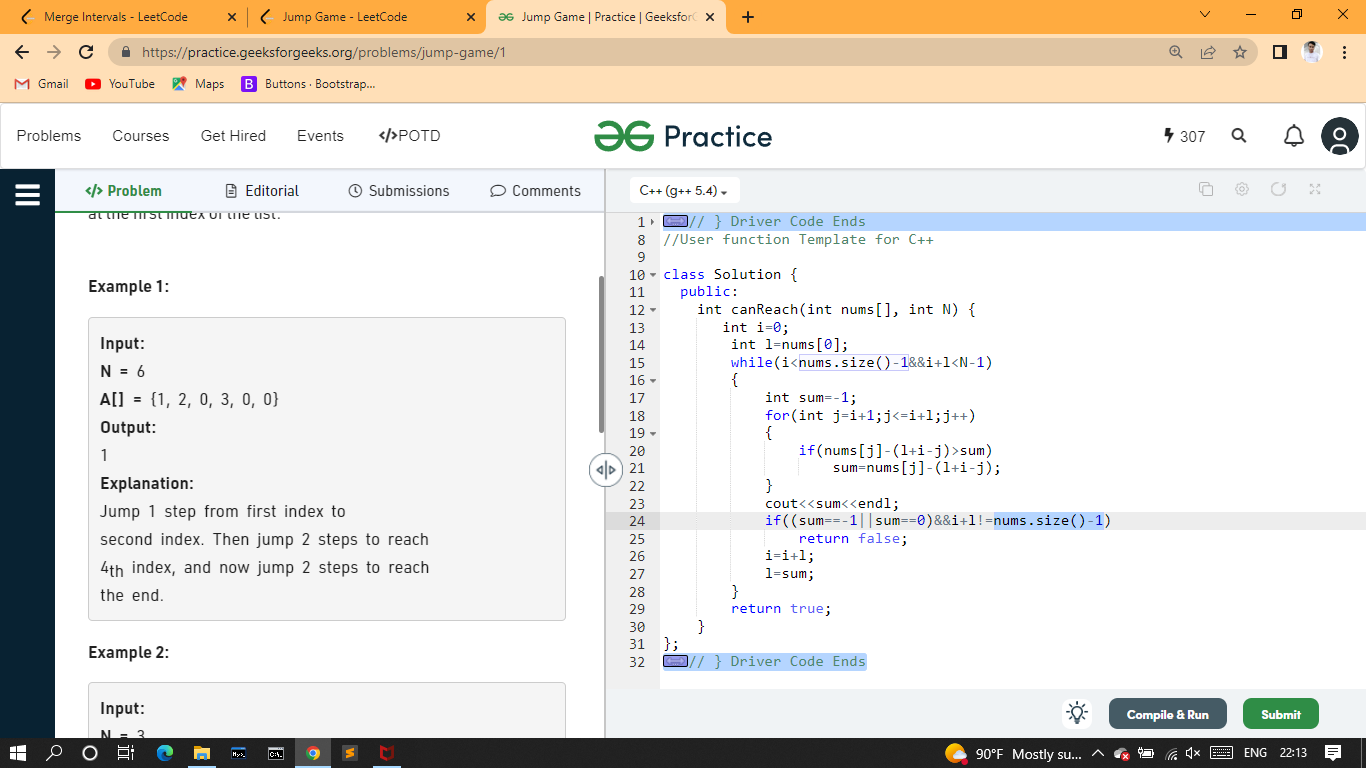 Merge Intervals - LeetCode
Jump Game - LeetCode
Jump Game | Practice | Geeksfor
https://practice.geeksforgeeks.org/problems/jump-game/1
Gmail
YouTube
Maps
B
Buttons · Bootstrap...
Problems
Courses
Get Hired
Events
</>POTD
Practice
307
</> Problem
Editorial
Submissions
Comments
C++ (g++ 5.4)
at the first index of the list.
Example 1:
Input:
N = 6
A[] = {1, 2, 0, 3, 0, 0}
Output:
1
Explanation:
Jump 1 step from first index to
second index. Then jump 2 steps to reach
4th index, and now jump 2 steps to reach
the end.
Example 2:
Input:
N = 3
1 // } Driver Code Ends
8 //User function Template for C++
9
10 class Solution {
11 public:
12 int canReach(int nums[], int N) {
13 int i=0;
14 int l=nums[0];
15 while(i<nums.size()-1&&i+l<N-1)
16 {
17 int sum=-1;
18 for(int j=i+1;j<=i+l;j++)
19 {
20 if(nums[j]-(l+i-j)>sum)
21 sum=nums[j]-(l+i-j);
22 }
23 cout<<sum<<endl;
24 if((sum==-1||sum==0)&&i+l!=nums.size()-1)
25 return false;
26 i=i+l;
27 l=sum;
28 }
29 return true;
30 }
31 };
32 // } Driver Code Ends
Compile & Run
Submit
90°F Mostly su...
ENG
22:13